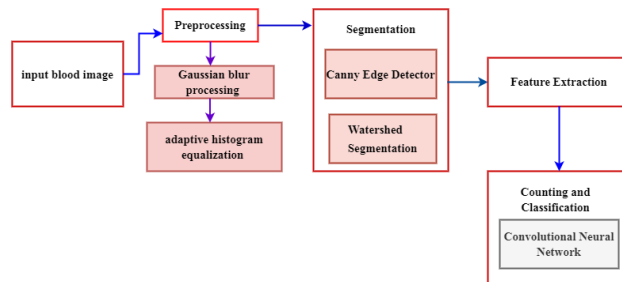 input blood image
Preprocessing
Gaussian blur
processing
adaptive histogram
equalization
Segmentation
Canny Edge Detector
Watershed
Segmentation
Feature Extraction
Counting and
Classification
Convolutional Neural
Network